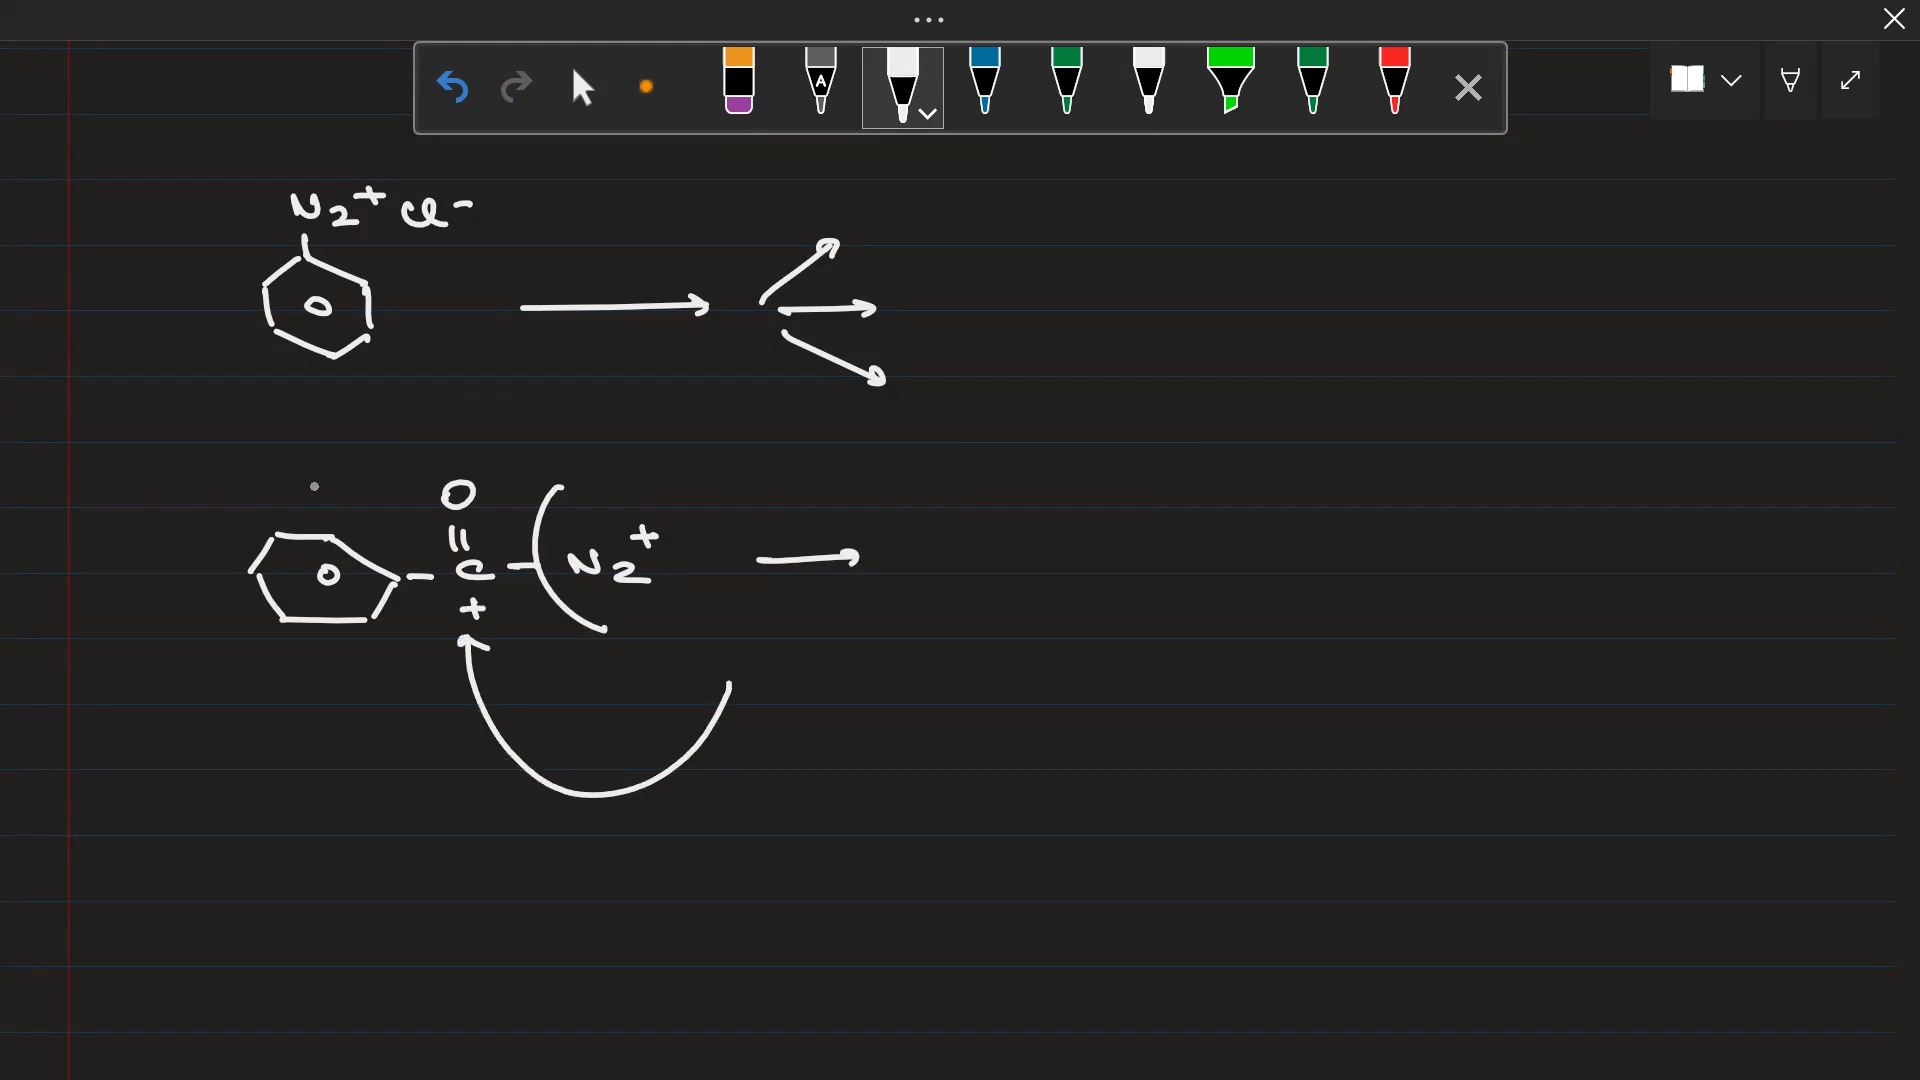 N2+ Cl-
O
C - N2+
+